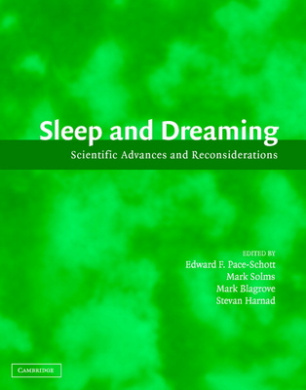 Sleep and Dreaming
Scientific Advances and Reconsiderations
EDITED BY
Edward F. Pace-Schott
Mark Solms
Mark Blagrove
Stevan Harnad
CAMBRIDGE